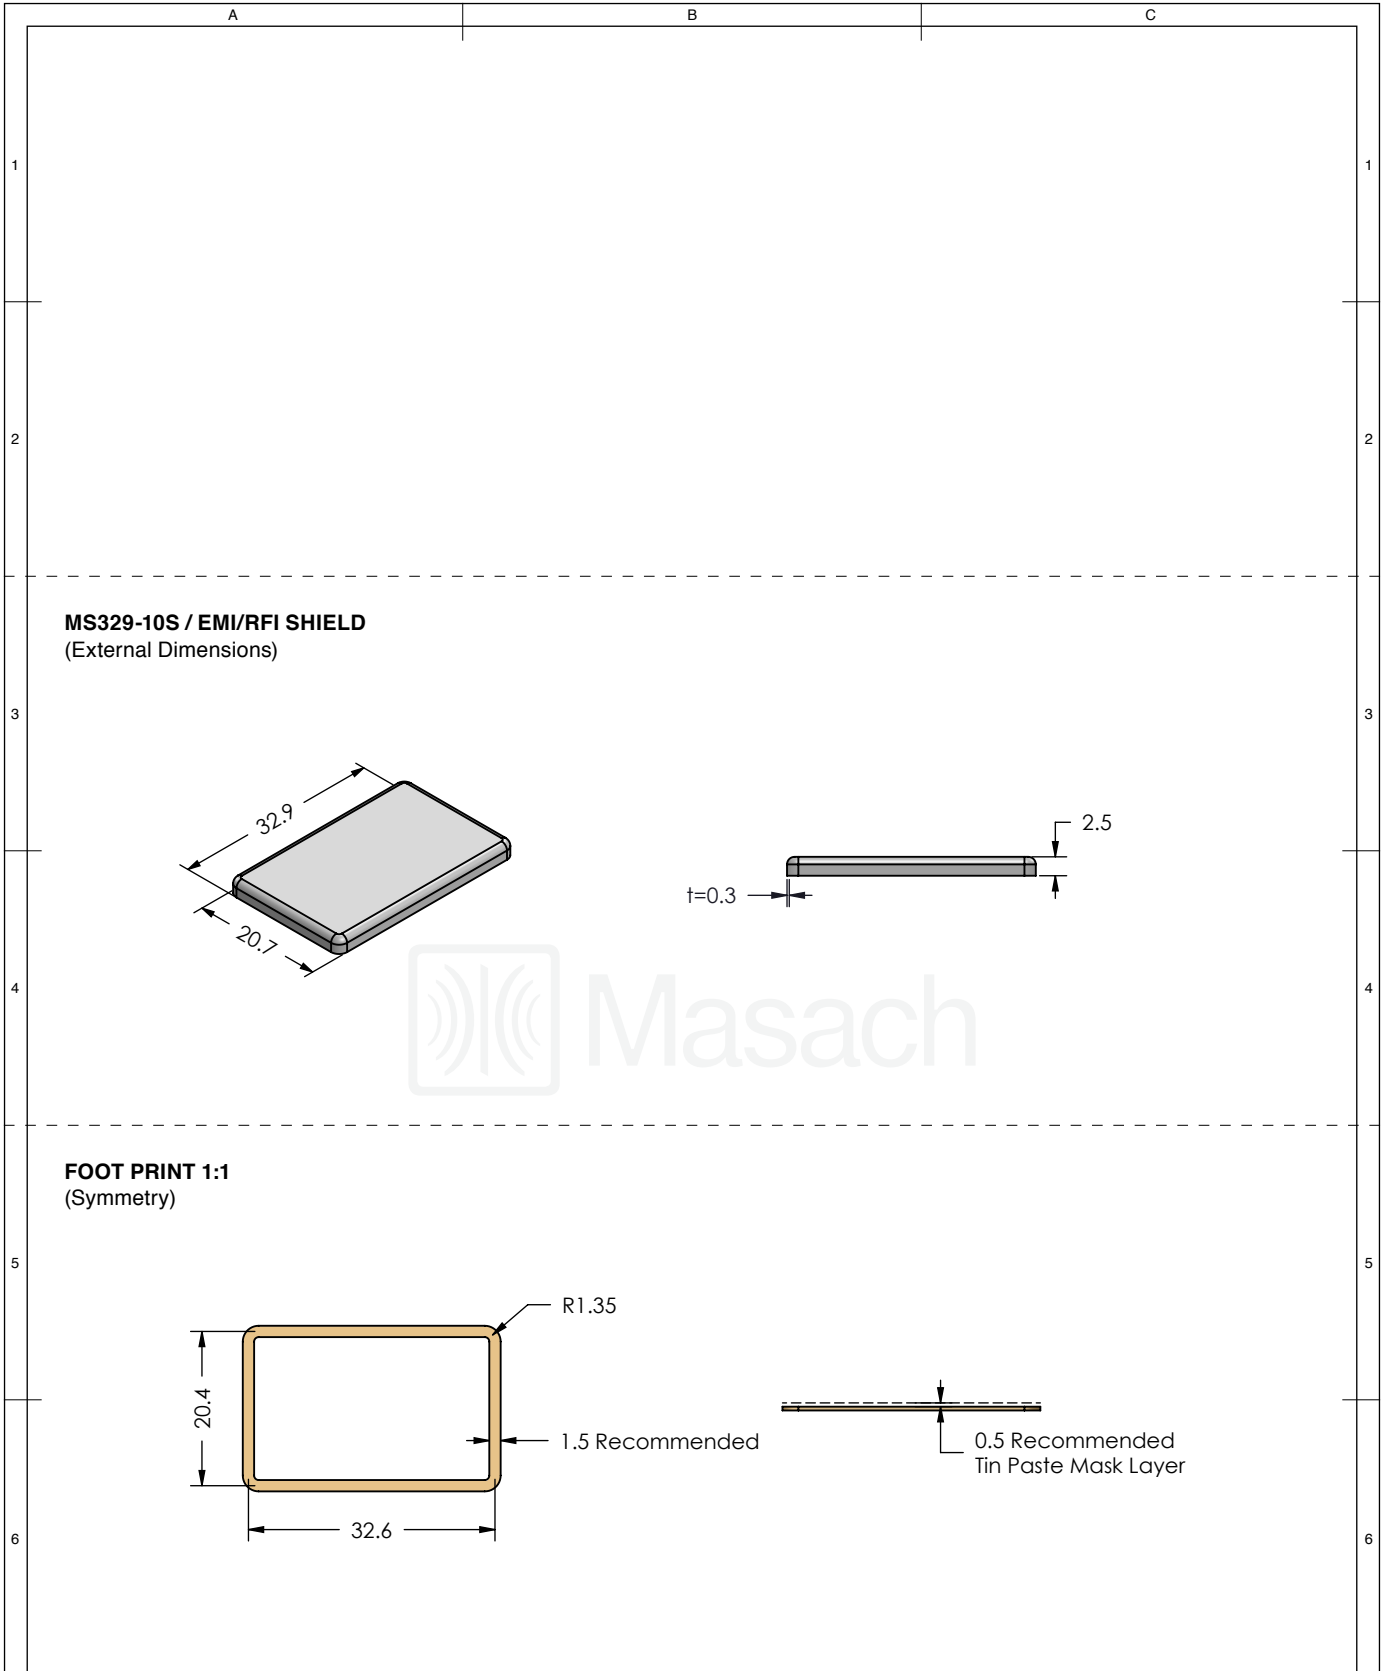 A B C
1 1
2 2
MS329-10S / EMI/RFI SHIELD
(External Dimensions)
3 3
32.9
2.5
t=0.3
20.7
Masach
4 4
FOOT PRINT 1:1
(Symmetry)
5 5
R1.35
20.4
1.5 Recommended
0.5 Recommended
Tin Paste Mask Layer
32.6
6 6